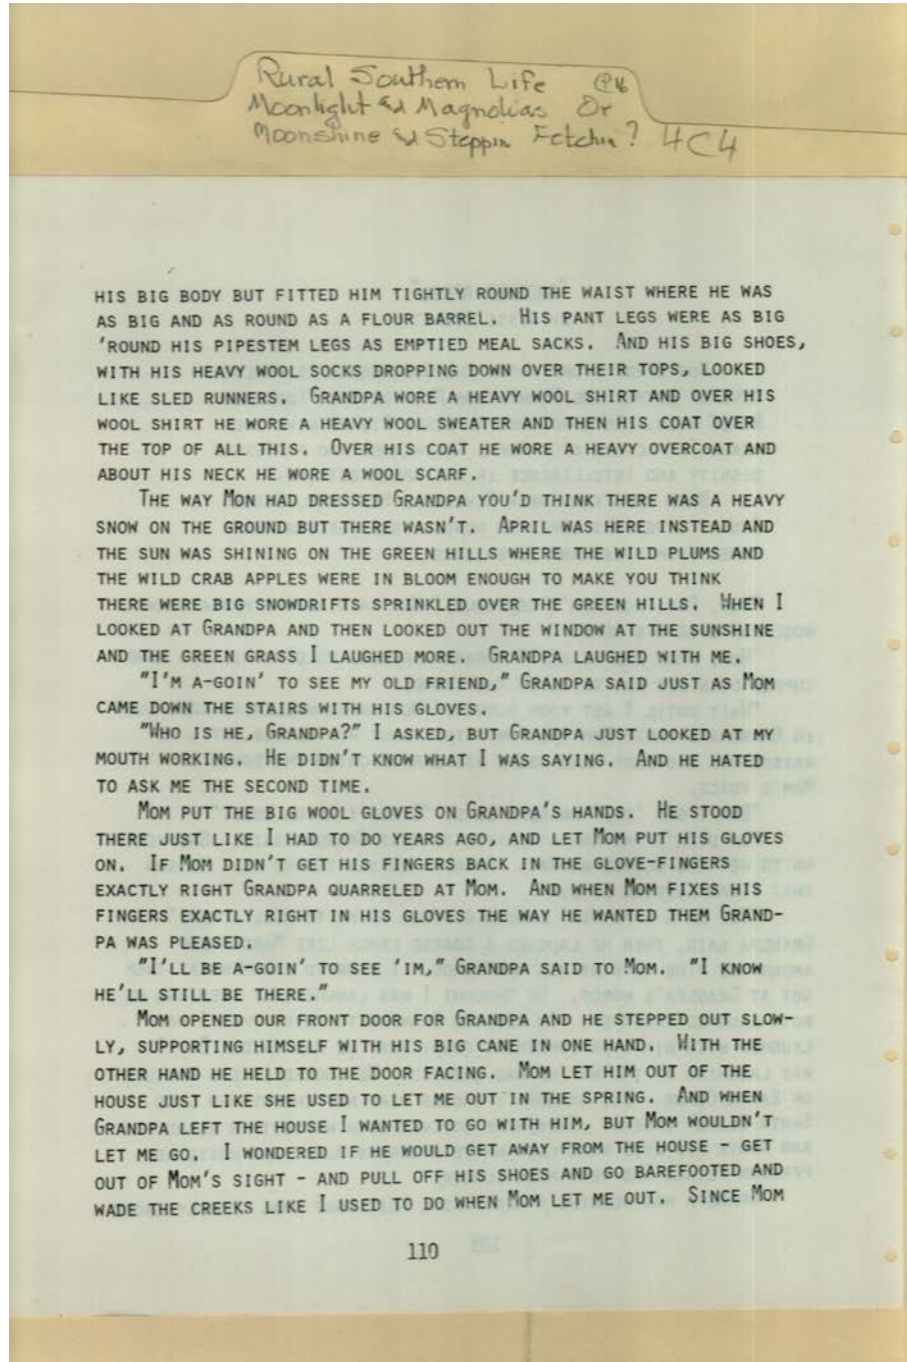 Rural Southern Life
Moonlight & Magnolias Or
Moonshine & Steppin Fetchin? 4C4
HIS BIG BODY BUT FITTED HIM TIGHTLY ROUND THE WAIST WHERE HE WAS
AS BIG AND AS ROUND AS A FLOUR BARREL. HIS PANT LEGS WERE AS BIG
'ROUND HIS PIPESTEM LEGS AS EMPTIED MEAL SACKS. AND HIS BIG SHOES,
WITH HIS HEAVY WOOL SOCKS DROPPING DOWN OVER THEIR TOPS, LOOKED
LIKE SLED RUNNERS. GRANDPA WORE A HEAVY WOOL SHIRT AND OVER HIS
WOOL SHIRT HE WORE A HEAVY WOOL SWEATER AND THEN HIS COAT OVER
THE TOP OF ALL THIS. OVER HIS COAT HE WORE A HEAVY OVERCOAT AND
ABOUT HIS NECK HE WORE A WOOL SCARF.
THE WAY MON HAD DRESSED GRANDPA YOU'D THINK THERE WAS A HEAVY
SNOW ON THE GROUND BUT THERE WASN'T. APRIL WAS HERE INSTEAD AND
THE SUN WAS SHINING ON THE GREEN HILLS WHERE THE WILD PLUMS AND
THE WILD CRAB APPLES WERE IN BLOOM ENOUGH TO MAKE YOU THINK
THERE WERE BIG SNOWDRIFTS SPRINKLED OVER THE GREEN HILLS. WHEN I
LOOKED AT GRANDPA AND THEN LOOKED OUT THE WINDOW AT THE SUNSHINE
AND THE GREEN GRASS I LAUGHED MORE. GRANDPA LAUGHED WITH ME.
"I'M A-GOIN' TO SEE MY OLD FRIEND," GRANDPA SAID JUST AS MOM
CAME DOWN THE STAIRS WITH HIS GLOVES.
"WHO IS HE, GRANDPA?" I ASKED, BUT GRANDPA JUST LOOKED AT MY
MOUTH WORKING. HE DIDN'T KNOW WHAT I WAS SAYING. AND HE HATED
TO ASK ME THE SECOND TIME.
MOM PUT THE BIG WOOL GLOVES ON GRANDPA'S HANDS. HE STOOD
THERE JUST LIKE I HAD TO DO YEARS AGO, AND LET MOM PUT HIS GLOVES
ON. IF MOM DIDN'T GET HIS FINGERS BACK IN THE GLOVE-FINGERS
EXACTLY RIGHT GRANDPA QUARRELED AT MOM. AND WHEN MOM FIXES HIS
FINGERS EXACTLY RIGHT IN HIS GLOVES THE WAY HE WANTED THEM GRAND-
PA WAS PLEASED.
"I'LL BE A-GOIN' TO SEE 'IM," GRANDPA SAID TO MOM. "I KNOW
HE'LL STILL BE THERE."
MOM OPENED OUR FRONT DOOR FOR GRANDPA AND HE STEPPED OUT SLOW-
LY, SUPPORTING HIMSELF WITH HIS BIG CANE IN ONE HAND. WITH THE
OTHER HAND HE HELD TO THE DOOR FACING. MOM LET HIM OUT OF THE
HOUSE JUST LIKE SHE USED TO LET ME OUT IN THE SPRING. AND WHEN
GRANDPA LEFT THE HOUSE I WANTED TO GO WITH HIM, BUT MOM WOULDN'T
LET ME GO. I WONDERED IF HE WOULD GET AWAY FROM THE HOUSE - GET
OUT OF MOM'S SIGHT - AND PULL OFF HIS SHOES AND GO BAREFOOTED AND
WADE THE CREEKS LIKE I USED TO DO WHEN MOM LET ME OUT. SINCE MOM
110